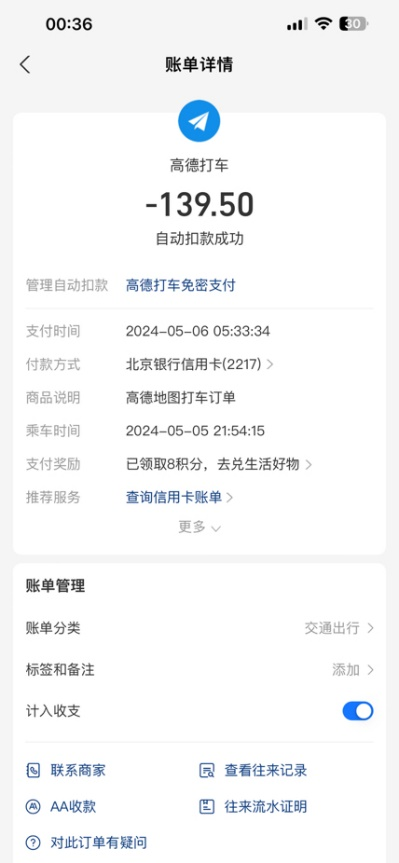 00:36
30
账单详情
高德打车
-139.50
自动扣款成功
管理自动扣款 高德打车免密支付
支付时间 2024-05-06 05:33:34
付款方式 北京银行信用卡(2217)
商品说明 高德地图打车订单
乘车时间 2024-05-05 21:54:15
支付奖励 已领取8积分，去兑生活好物
推荐服务 查询信用卡账单
更多
账单管理
账单分类 交通出行
标签和备注 添加
计入收支
联系商家 查看往来记录
AA收款 往来流水证明
对此订单有疑问